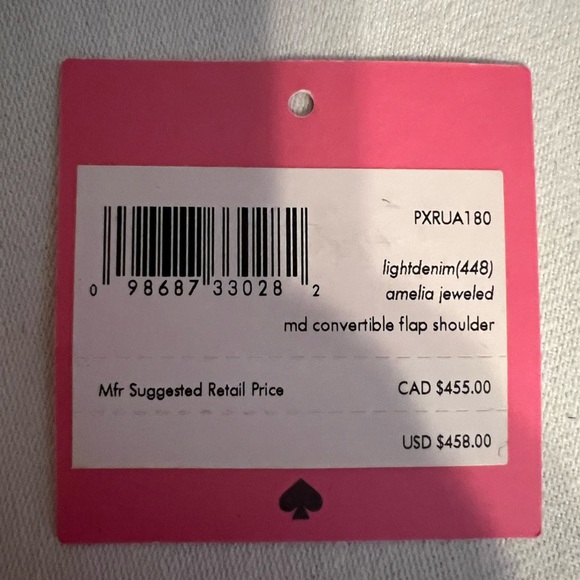 PXRUA180
0 98687 33028 2
lightdenim(448)
amelia jeweled
md convertible flap shoulder
Mfr Suggested Retail Price CAD $455.00
USD $458.00